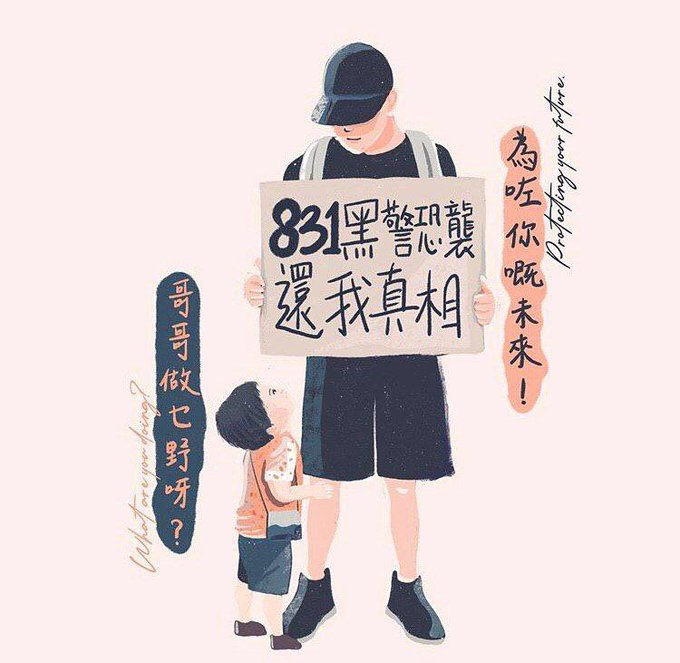 831黑警恐襲
還我真相
哥哥做乜野呀？
What are you doing?
為咗你嘅未來！
Protecting your future.